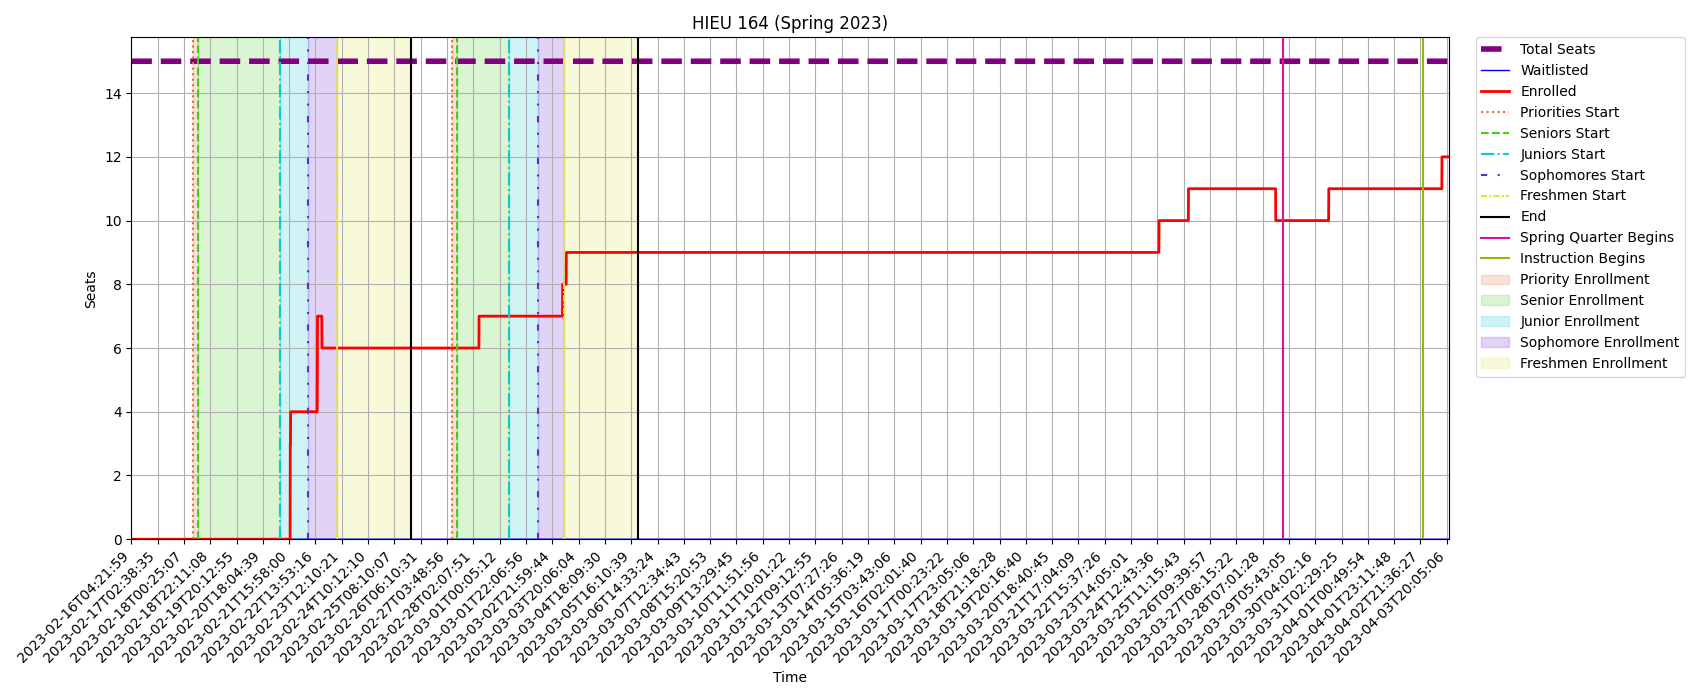 HIEU 164 (Spring 2023)
Seats
14
12
10
8
6
4
2
0
2023-02-16T04:21:59
2023-02-17T02:38:35
2023-02-18T00:25:07
2023-02-18T22:11:08
2023-02-19T20:12:55
2023-02-20T18:04:39
2023-02-21T15:58:00
2023-02-22T13:53:16
2023-02-23T12:10:21
2023-02-24T10:12:10
2023-02-25T08:10:07
2023-02-26T06:10:31
2023-02-27T03:48:56
2023-02-28T02:07:51
2023-03-01T00:05:12
2023-03-01T22:06:56
2023-03-02T21:59:44
2023-03-03T20:06:04
2023-03-04T18:09:30
2023-03-05T16:10:39
2023-03-06T14:33:24
2023-03-07T12:34:43
2023-03-08T15:20:53
2023-03-09T13:29:45
2023-03-10T11:51:56
2023-03-11T10:01:22
2023-03-12T09:12:55
2023-03-13T07:27:26
2023-03-14T05:36:19
2023-03-15T03:43:06
2023-03-16T02:01:40
2023-03-17T00:23:22
2023-03-17T23:05:06
2023-03-18T21:18:28
2023-03-19T20:16:40
2023-03-20T18:40:45
2023-03-21T17:04:09
2023-03-22T15:37:26
2023-03-23T14:05:01
2023-03-24T12:43:36
2023-03-25T11:15:43
2023-03-26T09:39:57
2023-03-27T08:15:22
2023-03-28T07:01:28
2023-03-29T05:43:05
2023-03-30T04:02:16
2023-03-31T02:29:25
2023-04-01T00:49:54
2023-04-01T23:11:48
2023-04-02T21:36:27
2023-04-03T20:05:06
Time
Total Seats
Waitlisted
Enrolled
Priorities Start
Seniors Start
Juniors Start
Sophomores Start
Freshmen Start
End
Spring Quarter Begins
Instruction Begins
Priority Enrollment
Senior Enrollment
Junior Enrollment
Sophomore Enrollment
Freshmen Enrollment